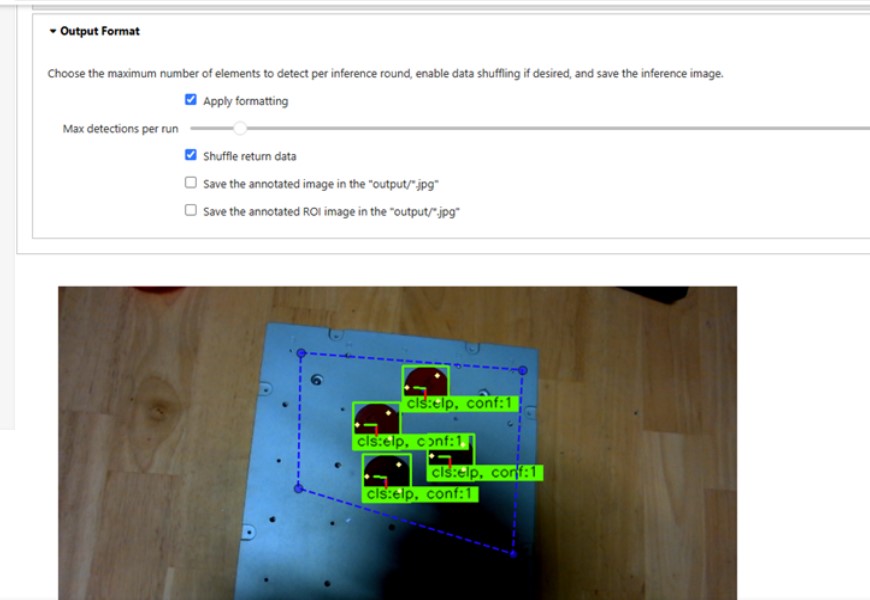 Output Format
Choose the maximum number of elements to detect per inference round, enable data shuffling if desired, and save the inference image.
Apply formatting
Max detections per run
Shuffle return data
Save the annotated image in the "output/*.jpg"
Save the annotated ROI image in the "output/*.jpg"
cls:elp, conf:1
cls:elp, conf:1
cls:elp, conf:1
cls:elp, conf:1